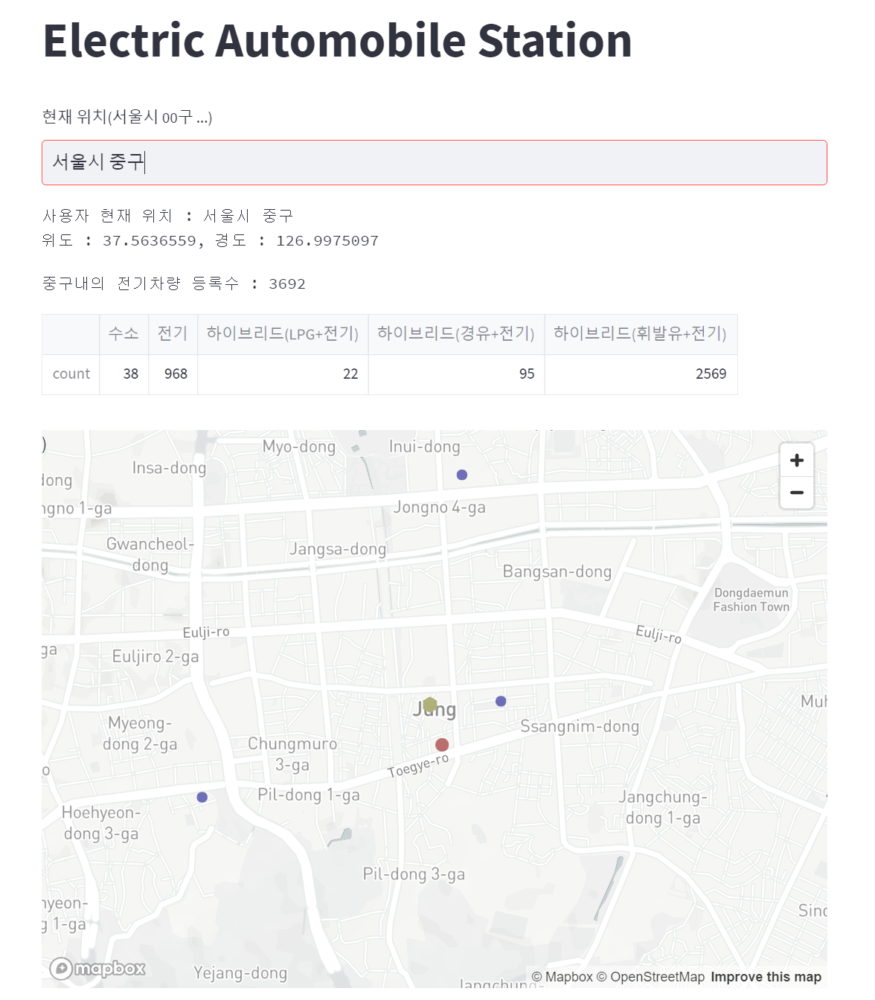 Electric Automobile Station
현재 위치(서울시 00구 ...)
서울시 중구
사용자 현재 위치 : 서울시 중구
위도 : 37.5636559, 경도 : 126.9975097
중구내의 전기차량 등록수 : 3692
수소 전기 하이브리드(LPG+전기) 하이브리드(경유+전기) 하이브리드(휘발유+전기)
count 38 968 22 95 2569
)
Myo-dong
Inui-dong
Insa-dong
dong
ngno 1-ga
Jongno 4-ga
Gwancheol-
dong
Jangsa-dong
Bangsan-dong
Dongdaemun
Fashion Town
Eulji-ro
Eulji-ro
ga
Euljiro 2-ga
Jung
Ssangnim-dong
Myeong-
dong 2-ga
Chungmuro
3-ga
Toegye-ro
o
Pil-dong 1-ga
Hoehyeon-
dong 3-ga
Jangchung-
dong 1-ga
Pil-dong 3-ga
nyeon-
g 1-ga
Yejang-dong
mapbox
© Mapbox © OpenStreetMap Improve this map